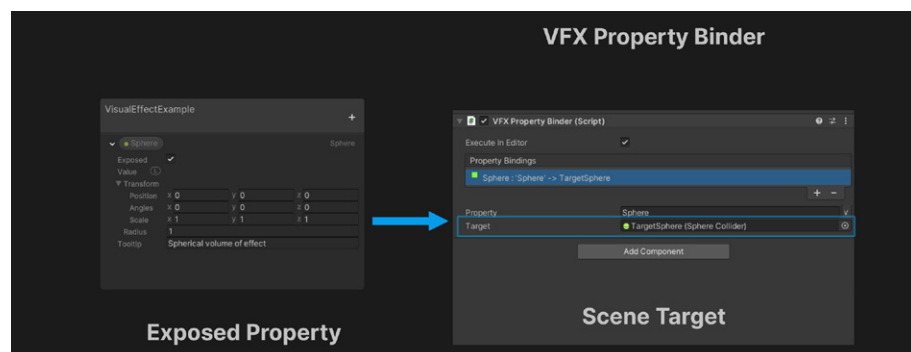 VFX Property Binder
VisualEffectExample
+
Sphere Sphere
Exposed
Value
Transform
Position x 0 y 0 z 0
Angles x 0 y 0 z 0
Scale x 1 y 1 z 1
Radius 1
Tooltip Spherical volume of effect
Exposed Property
# VFX Property Binder (Script)
Execute In Editor
Property Bindings
Sphere : 'Sphere' -> TargetSphere
+ -
Property Sphere
Target TargetSphere (Sphere Collider)
Add Component
Scene Target